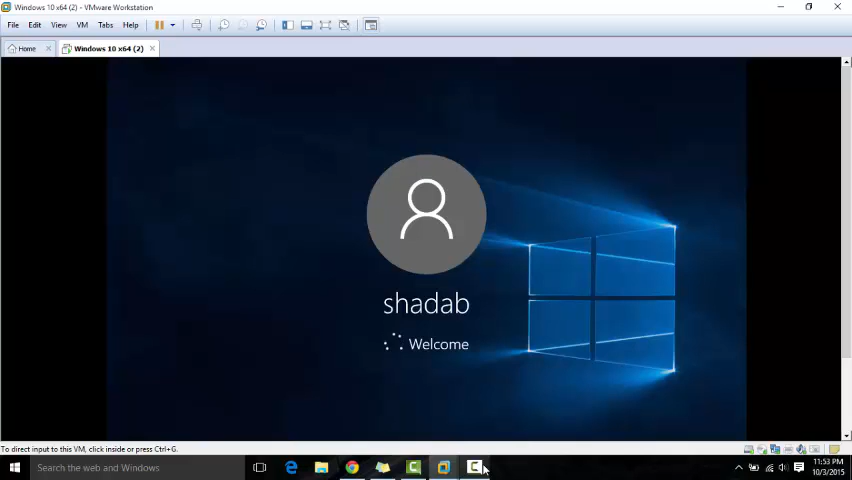 Windows 10 x64 (2) - VMware Workstation
File Edit View VM Tabs Help
Home Windows 10 x64 (2)
shadab
Welcome
To direct input to this VM, click inside or press Ctrl+G.
Search the web and Windows
11:53 PM
10/3/2015